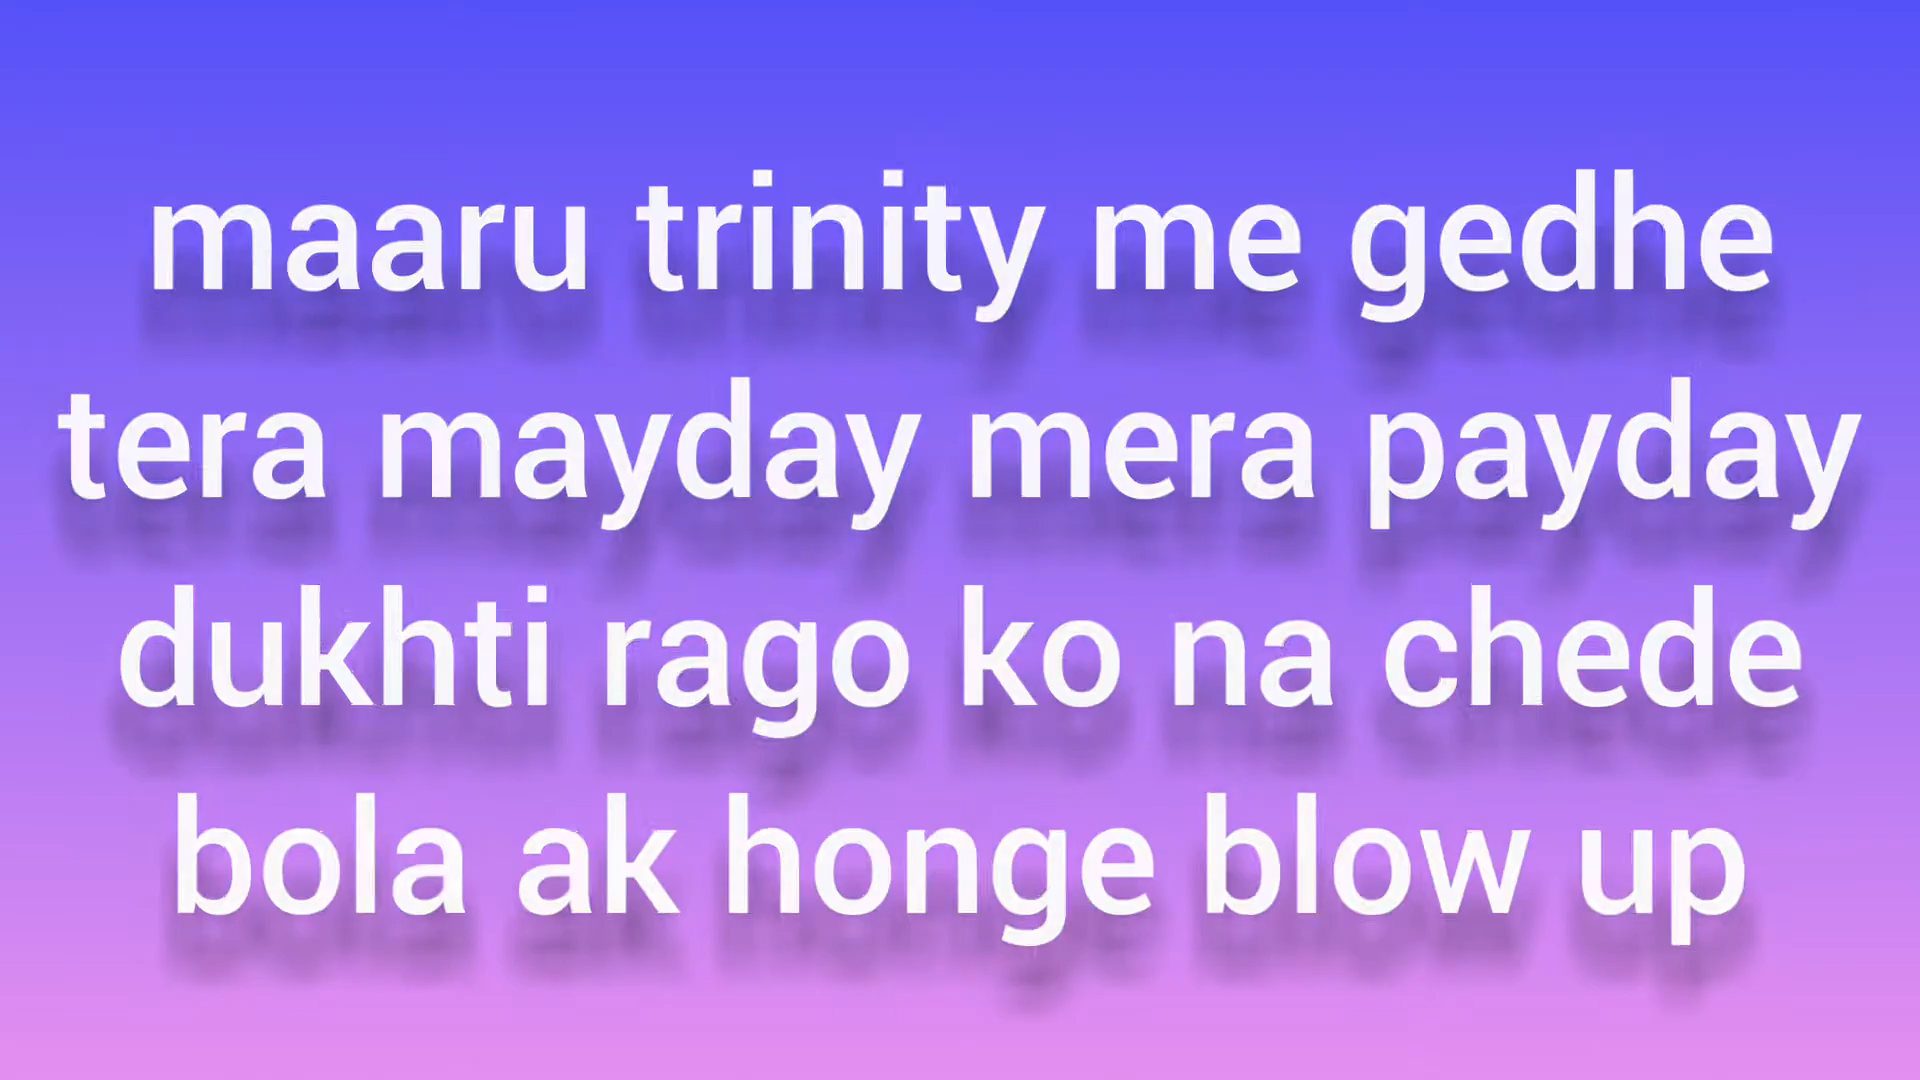 maaru trinity me gedhe
tera mayday mera payday
dukhti rago ko na chede
bola ak honge blow up